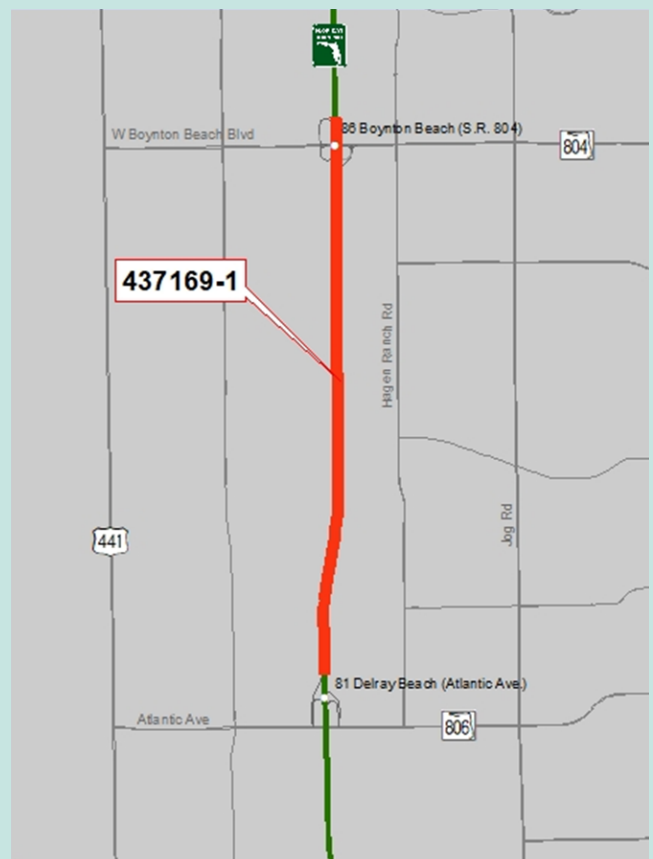 W Boynton Beach Blvd
86 Boynton Beach (S.R. 804)
804
437169-1
Hagen Ranch Rd
441
Jog Rd
81 Delray Beach (Atlantic Ave.)
Atlantic Ave
806